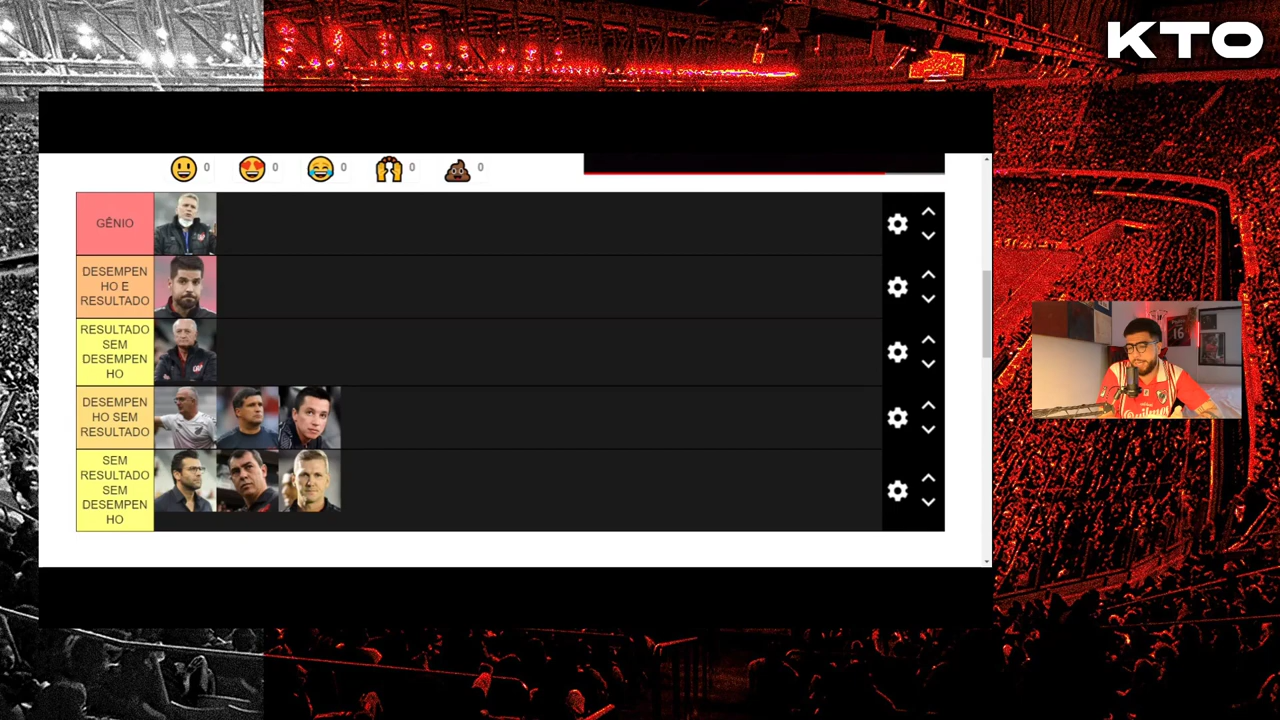 KTO
0 0 0 0 0
GÊNIO
DESEMPEN
HO E
RESULTADO
RESULTADO
SEM
DESEMPEN
HO
DESEMPEN
HO SEM
RESULTADO
SEM
RESULTADO
SEM
DESEMPEN
HO
16